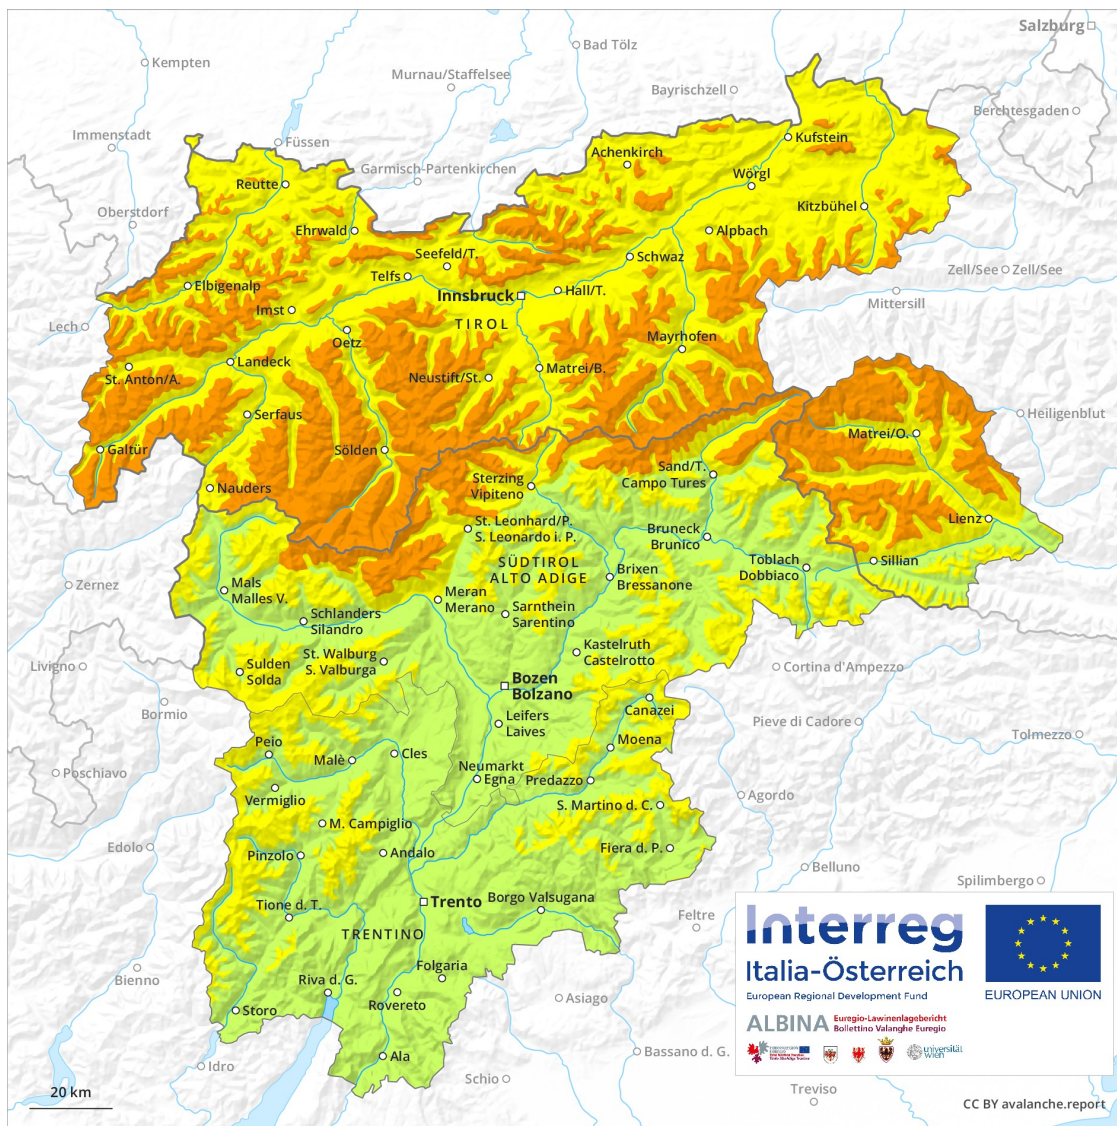 Salzburg
Bad Tölz
Kempten
Murnau/Staffelsee
Bayrischzell
Berchtesgaden
Immenstadt
Füssen
Kufstein
Achenkirch
Garmisch-Partenkirchen
Wörgl
Reutte
Oberstdorf
Kitzbühel
Ehrwald
Alpbach
Seefeld/T.
Schwaz
Telfs
Zell/See
Zell/See
Elbigenalp
Innsbruck
Hall/T.
Mittersill
Imst
TIROL
Lech
Oetz
Mayrhofen
Landeck
Matrei/B.
St. Anton/A.
Neustift/St.
Serfaus
Heiligenblut
Matrei/O.
Galtür
Sölden
Sand/T.
Campo Tures
Sterzing
Vipiteno
Nauders
Lienz
St. Leonhard/P.
S. Leonardo i. P.
Bruneck
Brunico
SÜDTIROL
ALTO ADIGE
Toblach
Dobbiaco
Sillian
Brixen
Bressanone
Zernez
Mals
Malles V.
Meran
Merano
Sarnthein
Sarentino
Schlanders
Silandro
Kastelruth
Castelrotto
St. Walburg
S. Valburga
Livigno
Sulden
Solda
Cortina d'Ampezzo
Bozen
Bolzano
Bormio
Canazei
Leifers
Laives
Pieve di Cadore
Tolmezzo
Peio
Moena
Malè
Cles
Neumarkt
Egna
Predazzo
Poschiavo
Vermiglio
Agordo
S. Martino d. C.
M. Campiglio
Edolo
Pinzolo
Andalo
Fiera d. P.
Belluno
Spilimbergo
Trento
Borgo Valsugana
Tione d. T.
Feltre
TRENTINO
Folgaria
Bienno
Riva d. G.
Rovereto
Asiago
Storo
Ala
Bassano d. G.
Idro
Schio
Treviso
20 km
Interreg
Italia-Österreich
European Regional Development Fund
EUROPEAN UNION
ALBINA
Euregio-Lawinenlagebericht
Bollettino Valanghe Euregio
universität
wien
CC BY avalanche.report